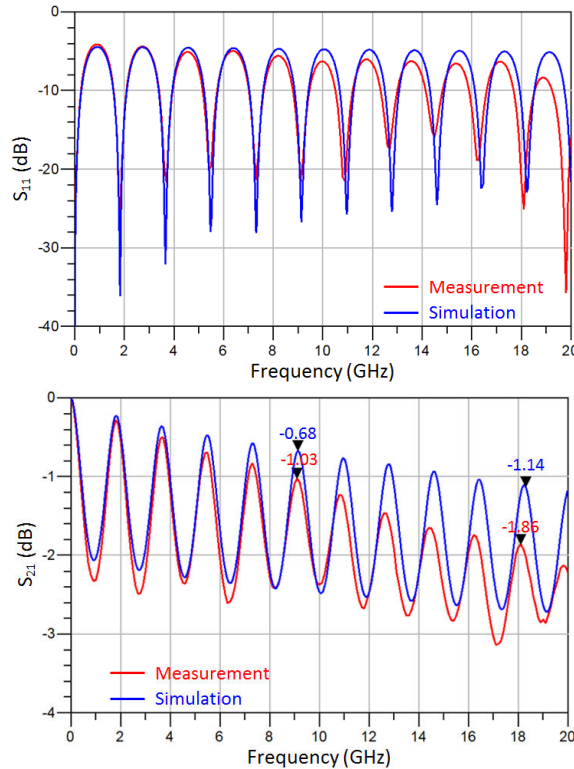 0
-10
-20
-30
-40
S11 (dB)
Measurement
Simulation
0 2 4 6 8 10 12 14 16 18 20
Frequency (GHz)
0
-1
-2
-3
-4
S21 (dB)
-0.68
-1.03
-1.14
-1.86
Measurement
Simulation
0 2 4 6 8 10 12 14 16 18 20
Frequency (GHz)